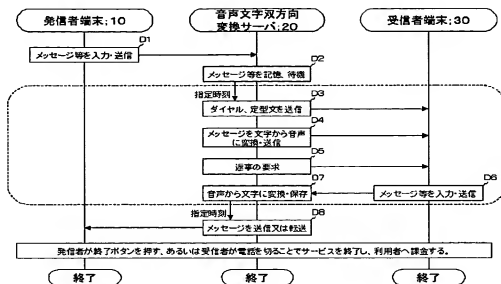 発信者端末;10
音声文字双方向
変換サーバ;20
受信者端末;30
D1
メッセージ等を入力・送信
D2
メッセージ等を記憶、待機
指定時刻
D3
ダイヤル、定型文を送信
D4
メッセージを文字から音声
に変換・送信
D5
返事の要求
D7
音声から文字に変換・保存
D6
メッセージ等を入力・送信
指定時刻
D8
メッセージを送信又は転送
発信者が終了ボタンを押す、あるいは受信者が電話を切ることでサービスを終了し、利用者へ課金する。
終了
終了
終了